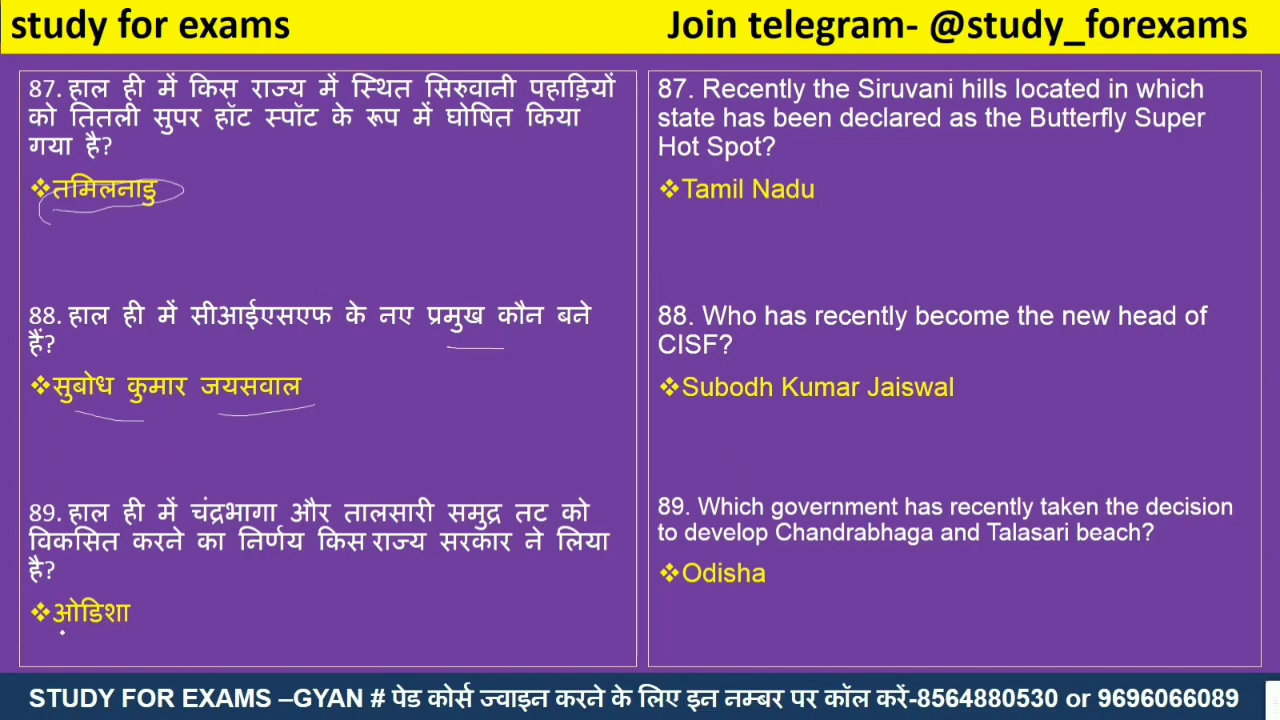 study for exams
Join telegram- @study_forexams
87. हाल ही में किस राज्य में स्थित सिरुवानी पहाड़ियों
को तितली सुपर हॉट स्पॉट के रूप में घोषित किया
गया है?
❖तमिलनाडु
88. हाल ही में सीआईएसएफ के नए प्रमुख कौन बने
हैं?
❖सुबोध कुमार जयसवाल
89. हाल ही में चंद्रभागा और तालसारी समुद्र तट को
विकसित करने का निर्णय किस राज्य सरकार ने लिया
है?
❖ओडिशा
87. Recently the Siruvani hills located in which
state has been declared as the Butterfly Super
Hot Spot?
❖Tamil Nadu
88. Who has recently become the new head of
CISF?
❖Subodh Kumar Jaiswal
89. Which government has recently taken the decision
to develop Chandrabhaga and Talasari beach?
❖Odisha
STUDY FOR EXAMS –GYAN # पेड कोर्स ज्वाइन करने के लिए इन नम्बर पर कॉल करें-8564880530 or 9696066089